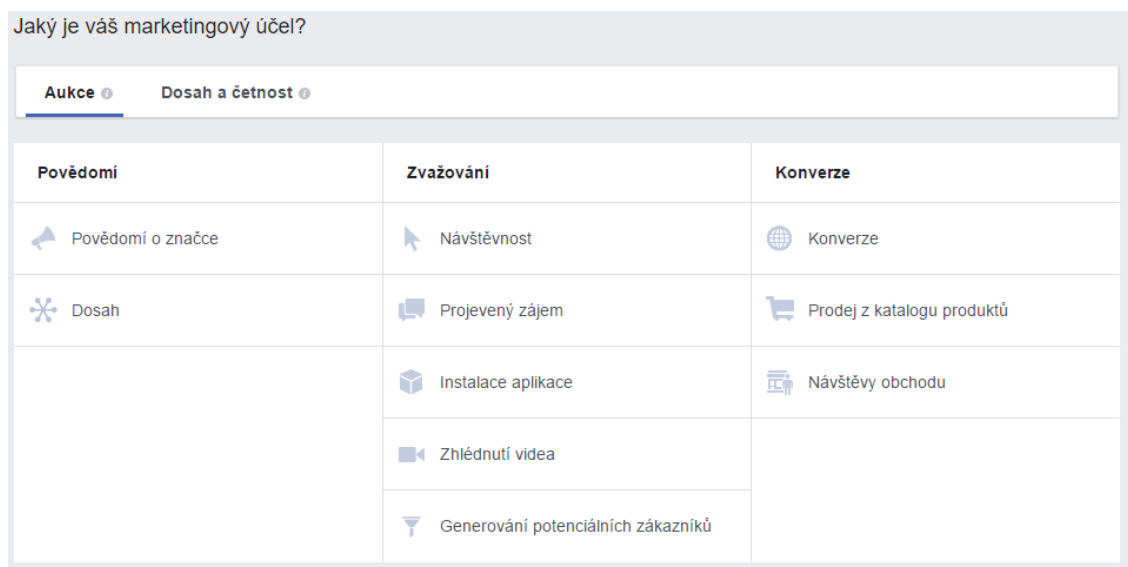 Jaký je váš marketingový účel?
Aukce
Dosah a četnost
Povědomí
Zvažování
Konverze
Povědomí o značce
Návštěvnost
Konverze
Dosah
Projevený zájem
Prodej z katalogu produktů
Instalace aplikace
Návštěvy obchodu
Zhlédnutí videa
Generování potenciálních zákazníků